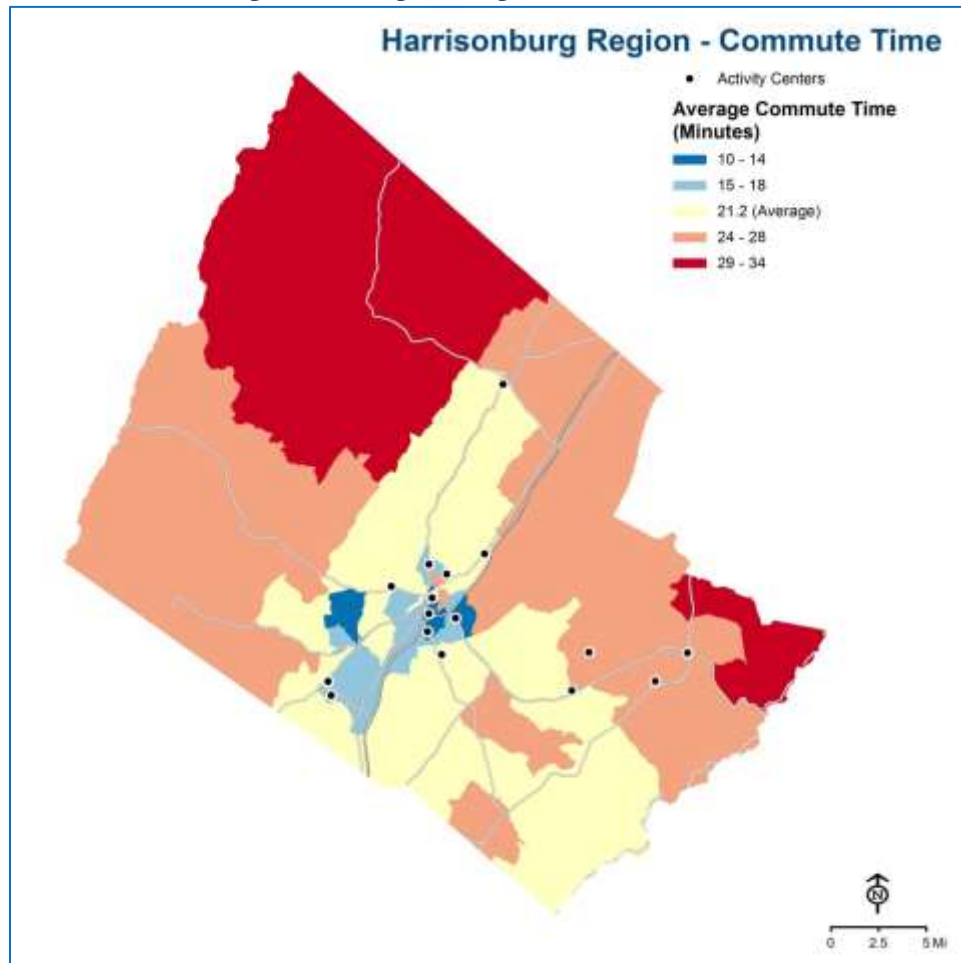 Harrisonburg Region - Commute Time
Activity Centers
Average Commute Time
(Minutes)
10 - 14
15 - 18
21.2 (Average)
24 - 28
29 - 34
N
0 2.5 5 Mi